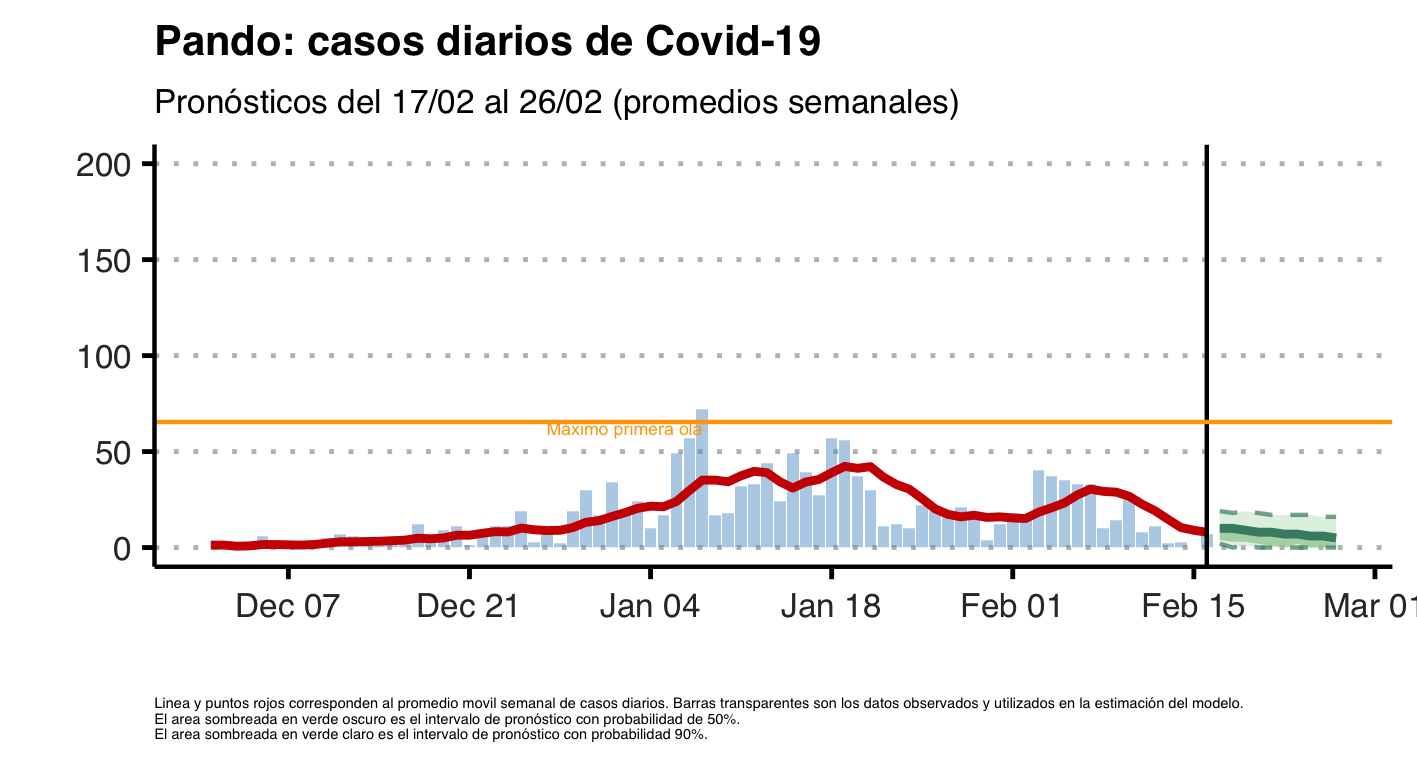 Pando: casos diarios de Covid-19
Pronósticos del 17/02 al 26/02 (promedios semanales)
200
150
100
Máximo primera ola
50
0
Dec 07 Dec 21 Jan 04 Jan 18 Feb 01 Feb 15 Mar 01
Linea y puntos rojos corresponden al promedio movil semanal de casos diarios. Barras transparentes son los datos observados y utilizados en la estimación del modelo.
El area sombreada en verde oscuro es el intervalo de pronóstico con probabilidad de 50%.
El area sombreada en verde claro es el intervalo de pronóstico con probabilidad 90%.